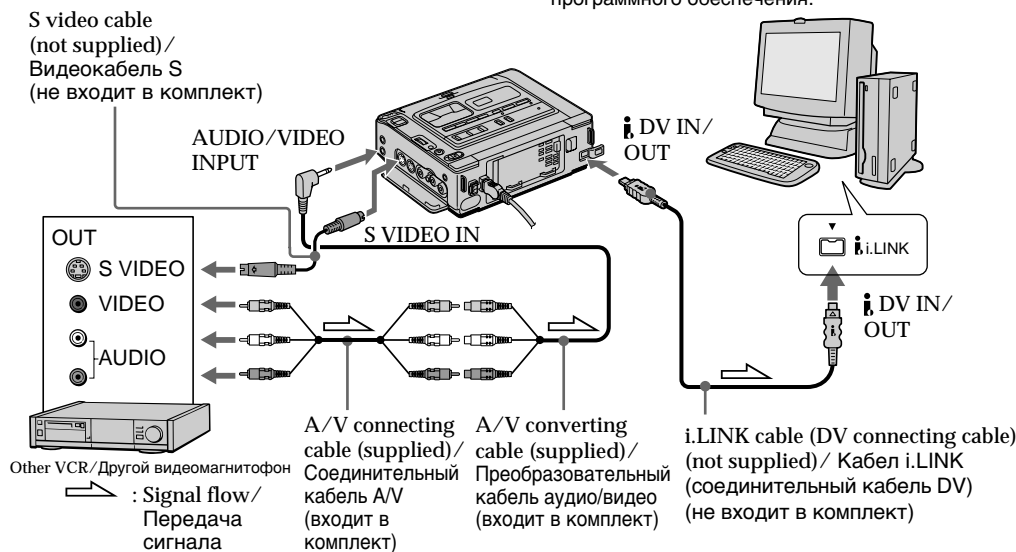 программного обеспечения.
S video cable
(not supplied)/
Видеокабель S
(не входит в комплект)
AUDIO/VIDEO
INPUT
S VIDEO IN
i DV IN/
OUT
i.LINK
i DV IN/
OUT
OUT
S VIDEO
VIDEO
AUDIO
Other VCR/Другой видеомагнитофон
: Signal flow/
Передача
сигнала
A/V connecting
cable (supplied)/
Соединительный
кабель A/V
(входит в
комплект)
A/V converting
cable (supplied)/
Преобразовательный
кабель аудио/видео
(входит в комплект)
i.LINK cable (DV connecting cable)
(not supplied)/ Кабел i.LINK
(соединительный кабель DV)
(не входит в комплект)